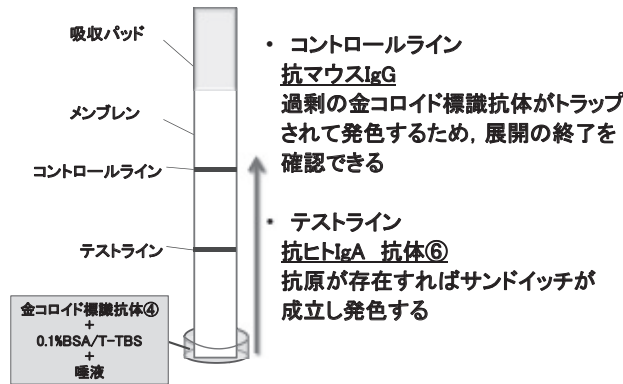 吸収パッド
メンブレン
コントロールライン
テストライン
金コロイド標識抗体④
+
0.1%BSA/T-TBS
+
唾液
・ コントロールライン
抗マウスIgG
過剰の金コロイド標識抗体がトラップ
されて発色するため，展開の終了を
確認できる
・ テストライン
抗ヒトIgA 抗体⑥
抗原が存在すればサンドイッチが
成立し発色する